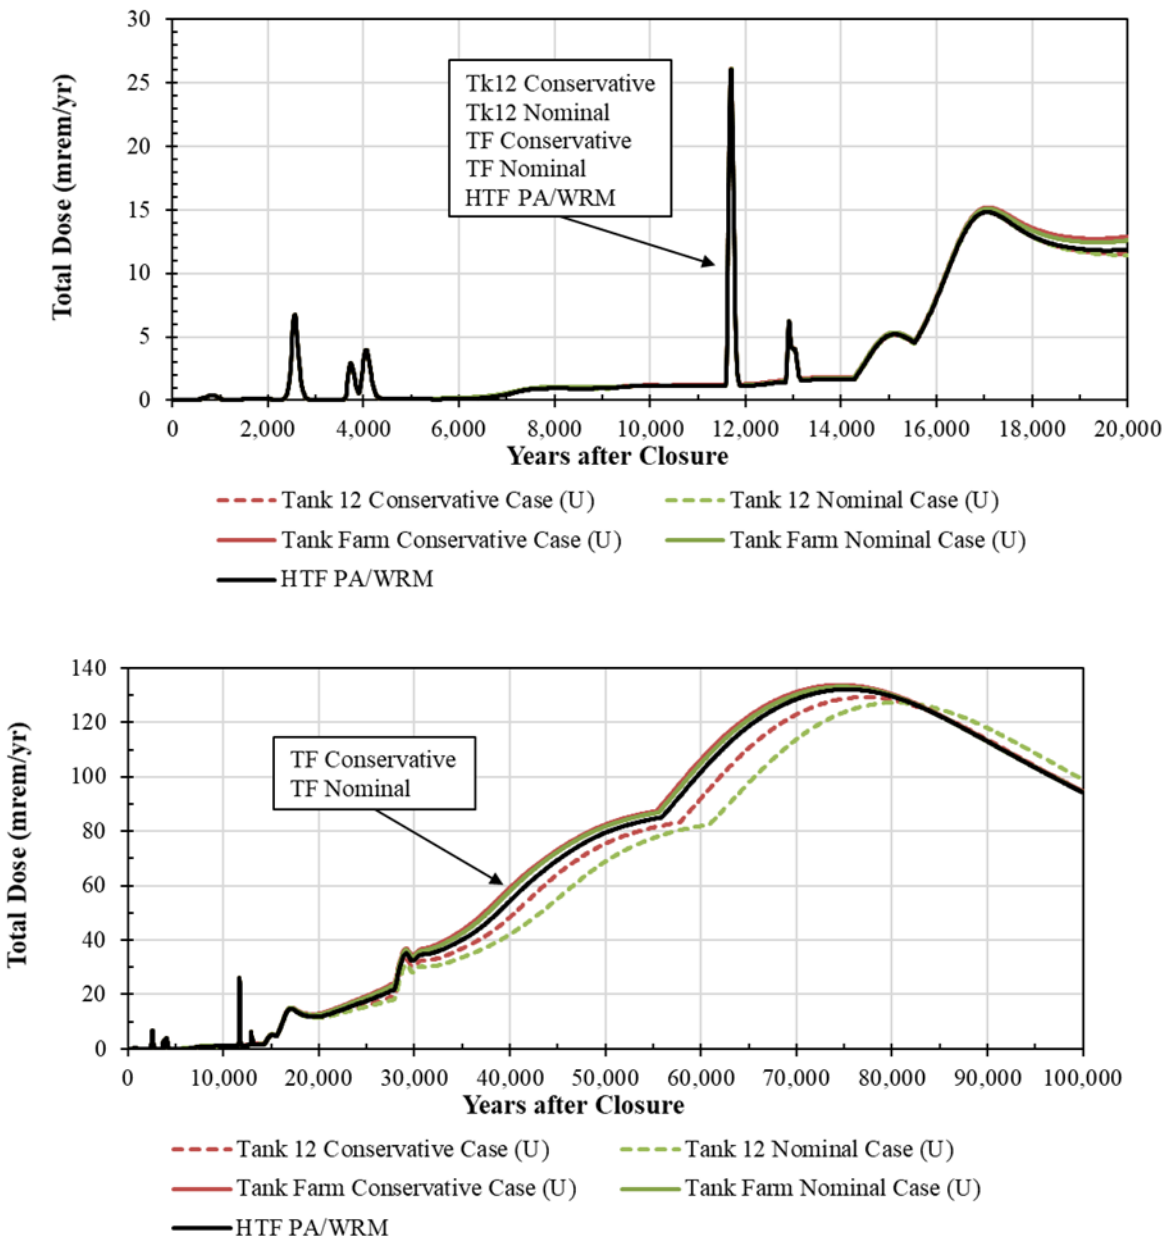 30
25
20
15
10
5
0
Total Dose (mrem/yr)
Tk12 Conservative
Tk12 Nominal
TF Conservative
TF Nominal
HTF PA/WRM
0 2,000 4,000 6,000 8,000 10,000 12,000 14,000 16,000 18,000 20,000
Years after Closure
Tank 12 Conservative Case (U) Tank 12 Nominal Case (U)
Tank Farm Conservative Case (U) Tank Farm Nominal Case (U)
HTF PA/WRM
140
120
100
80
60
40
20
0
Total Dose (mrem/yr)
TF Conservative
TF Nominal
0 10,000 20,000 30,000 40,000 50,000 60,000 70,000 80,000 90,000 100,000
Years after Closure
Tank 12 Conservative Case (U) Tank 12 Nominal Case (U)
Tank Farm Conservative Case (U) Tank Farm Nominal Case (U)
HTF PA/WRM